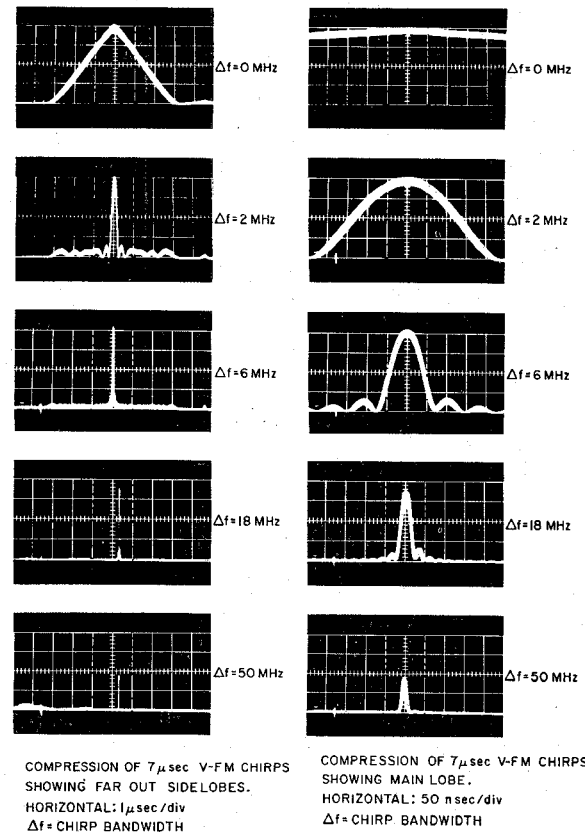 Δf=0 MHz
Δf=0 MHz
Δf=2 MHz
Δf=2 MHz
Δf=6 MHz
Δf=6 MHz
Δf=18 MHz
Δf=18 MHz
Δf=50 MHz
Δf=50 MHz
COMPRESSION OF 7μsec V-FM CHIRPS
SHOWING FAR OUT SIDELOBES.
HORIZONTAL: 1μsec/div
Δf= CHIRP BANDWIDTH
COMPRESSION OF 7μsec V-FM CHIRPS
SHOWING MAIN LOBE.
HORIZONTAL: 50 nsec/div
Δf= CHIRP BANDWIDTH